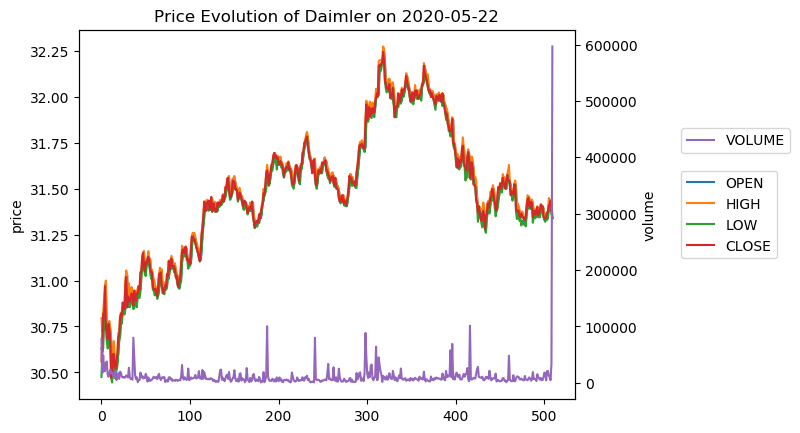 Price Evolution of Daimler on 2020-05-22
32.25
32.00
31.75
31.50
31.25
31.00
30.75
30.50
price
0
100
200
300
400
500
600000
500000
400000
300000
200000
100000
0
volume
VOLUME
OPEN
HIGH
LOW
CLOSE